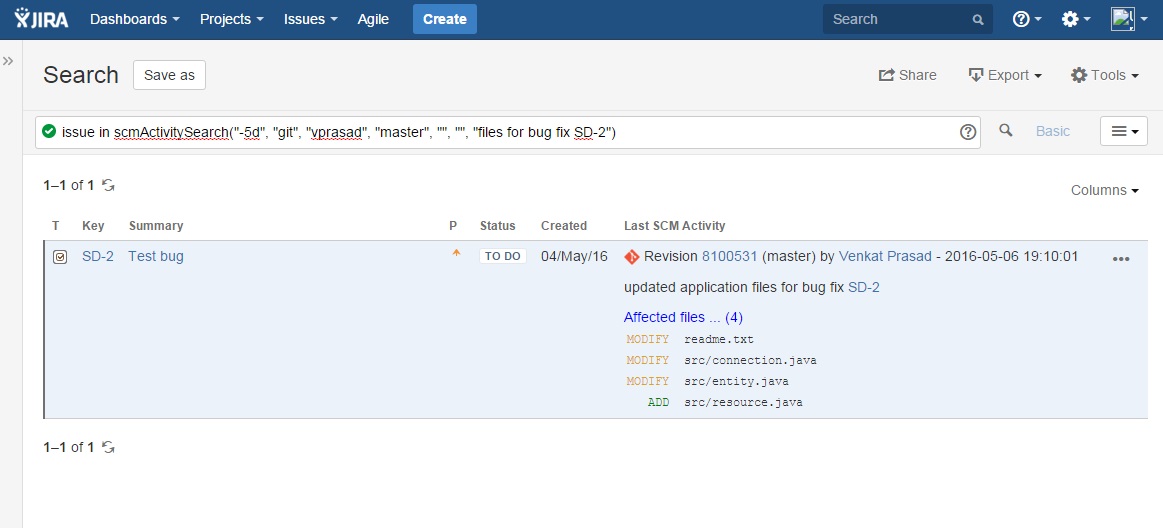 JIRA Dashboards Projects Issues Agile Create Search
Search Save as Share Export Tools
issue in scmActivitySearch("-5d", "git", "vprasad", "master", "", "", "files for bug fix SD-2") Basic
1–1 of 1
Columns
T Key Summary P Status Created Last SCM Activity
SD-2 Test bug TO DO 04/May/16 Revision 8100531 (master) by Venkat Prasad - 2016-05-06 19:10:01
updated application files for bug fix SD-2
Affected files ... (4)
MODIFY readme.txt
MODIFY src/connection.java
MODIFY src/entity.java
ADD src/resource.java
1–1 of 1